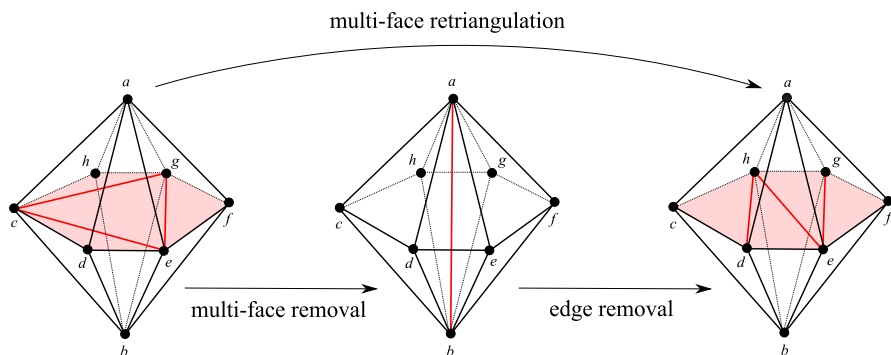 multi-face retriangulation
a
a
a
h
g
h
g
h
g
c
f
c
f
c
f
d
e
d
e
d
e
multi-face removal
edge removal
b
b
b